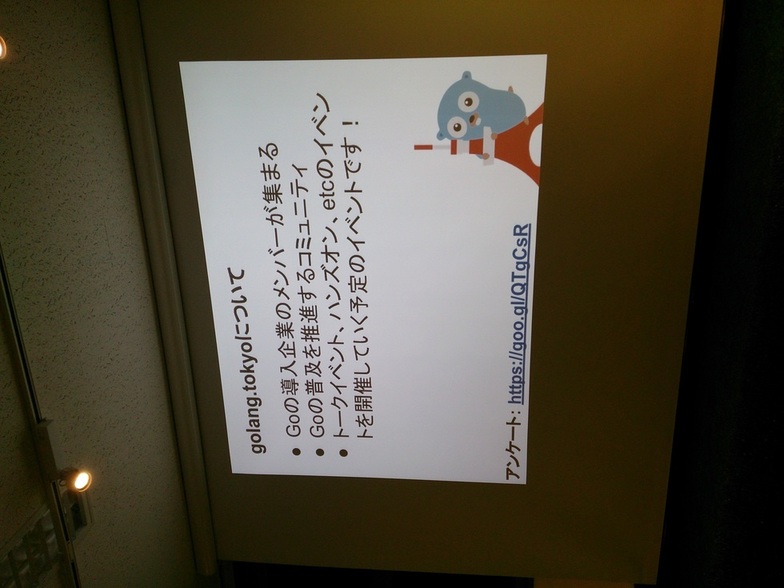 golang.tokyoについて
● Goの導入企業のメンバーが集まる
● Goの普及を推進するコミュニティ
● トークイベント、ハンズオン、etcのイベン
トを開催していく予定のイベントです！
アンケート: https://goo.gl/QTgCsR